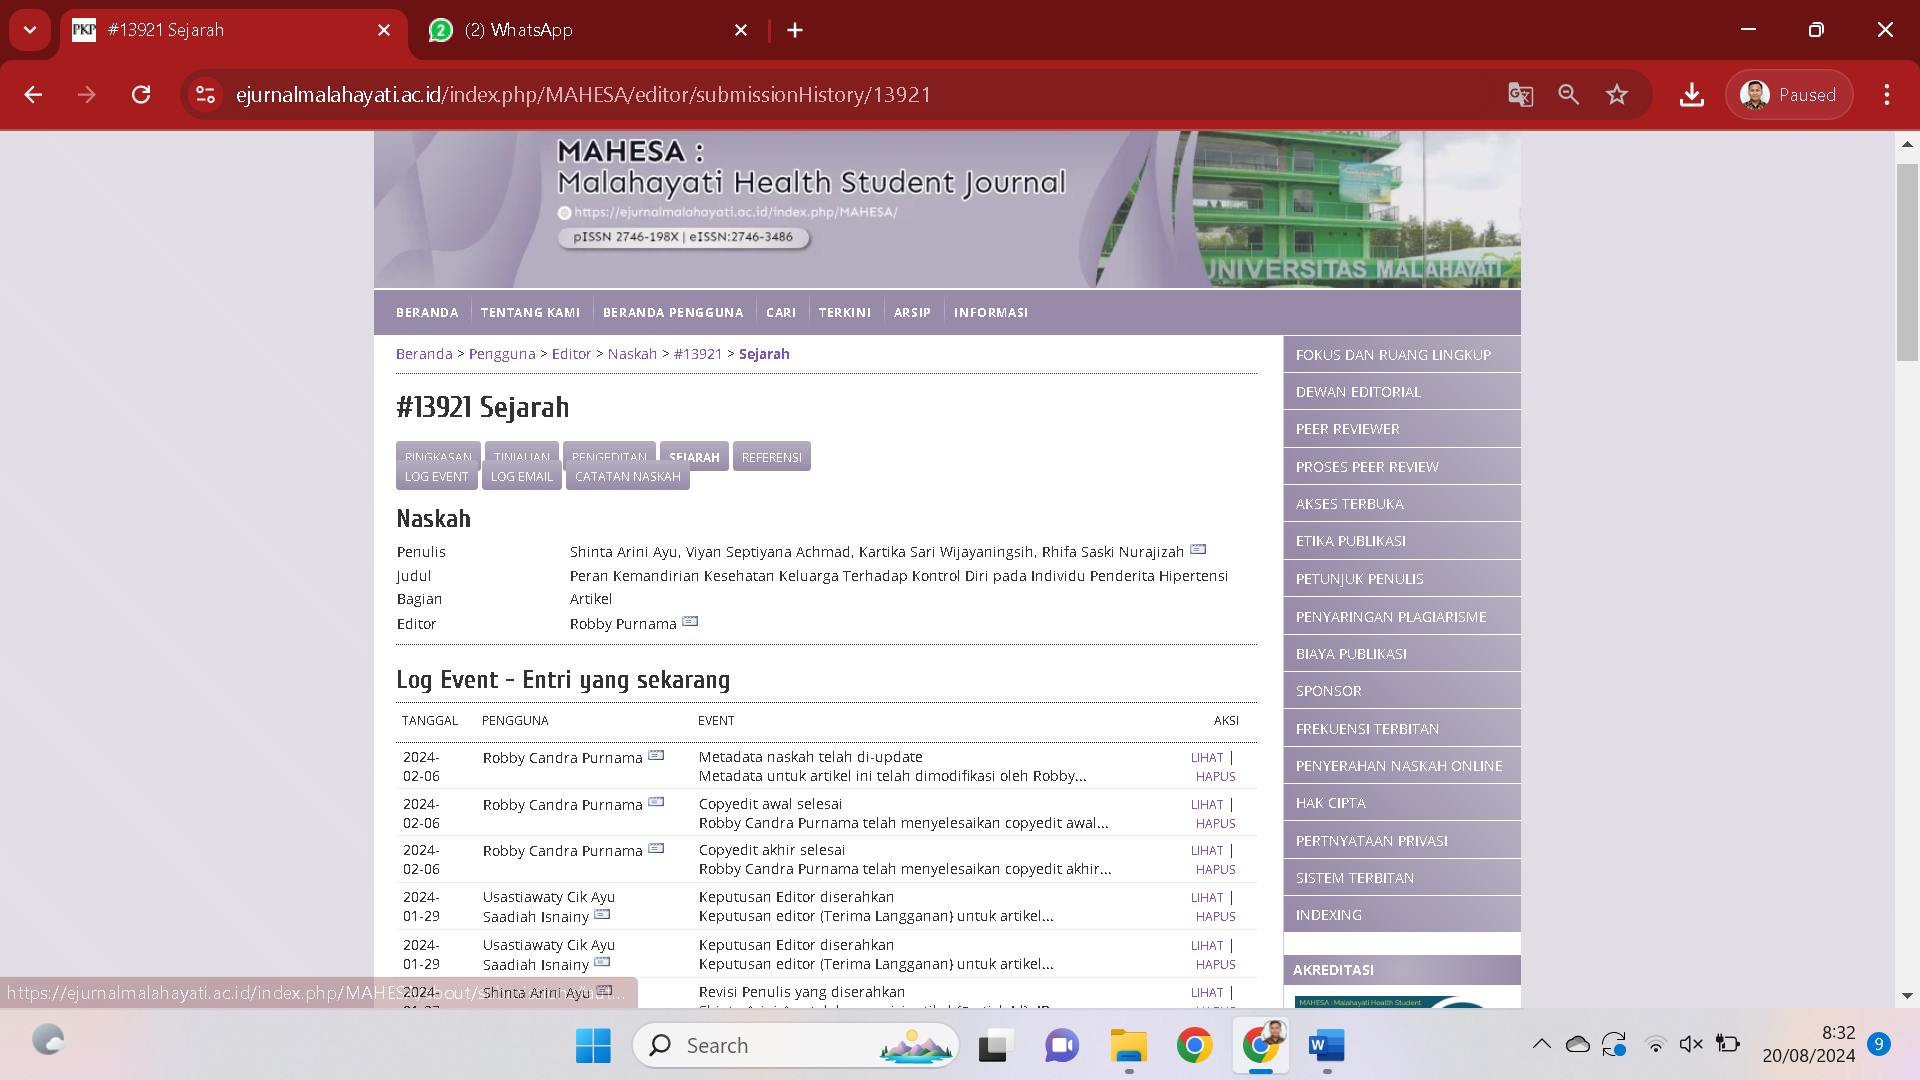 PKP #13921 Sejarah
2 (2) WhatsApp
ejurnalmalahayati.ac.id/index.php/MAHESA/editor/submissionHistory/13921
Paused
MAHESA :
Malahayati Health Student Journal
https://ejurnalmalahayati.ac.id/index.php/MAHESA/
pISSN 2746-198X | eISSN:2746-3486
UNIVERSITAS MALAHAYATI
BERANDA TENTANG KAMI BERANDA PENGGUNA CARI TERKINI ARSIP INFORMASI
Beranda > Pengguna > Editor > Naskah > #13921 > Sejarah
#13921 Sejarah
RINGKASAN TINJAUAN PENGEDITAN SEJARAH REFERENSI
LOG EVENT LOG EMAIL CATATAN NASKAH
Naskah
Penulis Shinta Arini Ayu, Viyan Septiyana Achmad, Kartika Sari Wijayaningsih, Rhifa Saski Nurajizah
Judul Peran Kemandirian Kesehatan Keluarga Terhadap Kontrol Diri pada Individu Penderita Hipertensi
Bagian Artikel
Editor Robby Purnama
Log Event - Entri yang sekarang
TANGGAL PENGGUNA EVENT AKSI
2024- Robby Candra Purnama Metadata naskah telah di-update LIHAT |
02-06 Metadata untuk artikel ini telah dimodifikasi oleh Robby... HAPUS
2024- Robby Candra Purnama Copyedit awal selesai LIHAT |
02-06 Robby Candra Purnama telah menyelesaikan copyedit awal... HAPUS
2024- Robby Candra Purnama Copyedit akhir selesai LIHAT |
02-06 Robby Candra Purnama telah menyelesaikan copyedit akhir... HAPUS
2024- Usastiawaty Cik Ayu Keputusan Editor diserahkan LIHAT |
01-29 Saadiah Isnainy Keputusan editor (Terima Langganan) untuk artikel... HAPUS
2024- Usastiawaty Cik Ayu Keputusan Editor diserahkan LIHAT |
01-29 Saadiah Isnainy Keputusan editor (Terima Langganan) untuk artikel... HAPUS
2024- Shinta Arini Ayu Revisi Penulis yang diserahkan LIHAT |
FOKUS DAN RUANG LINGKUP
DEWAN EDITORIAL
PEER REVIEWER
PROSES PEER REVIEW
AKSES TERBUKA
ETIKA PUBLIKASI
PETUNJUK PENULIS
PENYARINGAN PLAGIARISME
BIAYA PUBLIKASI
SPONSOR
FREKUENSI TERBITAN
PENYERAHAN NASKAH ONLINE
HAK CIPTA
PERTNYATAAN PRIVASI
SISTEM TERBITAN
INDEXING
AKREDITASI
MAHESA : Malahayati Health Student
Search
W
8:32
20/08/2024
9